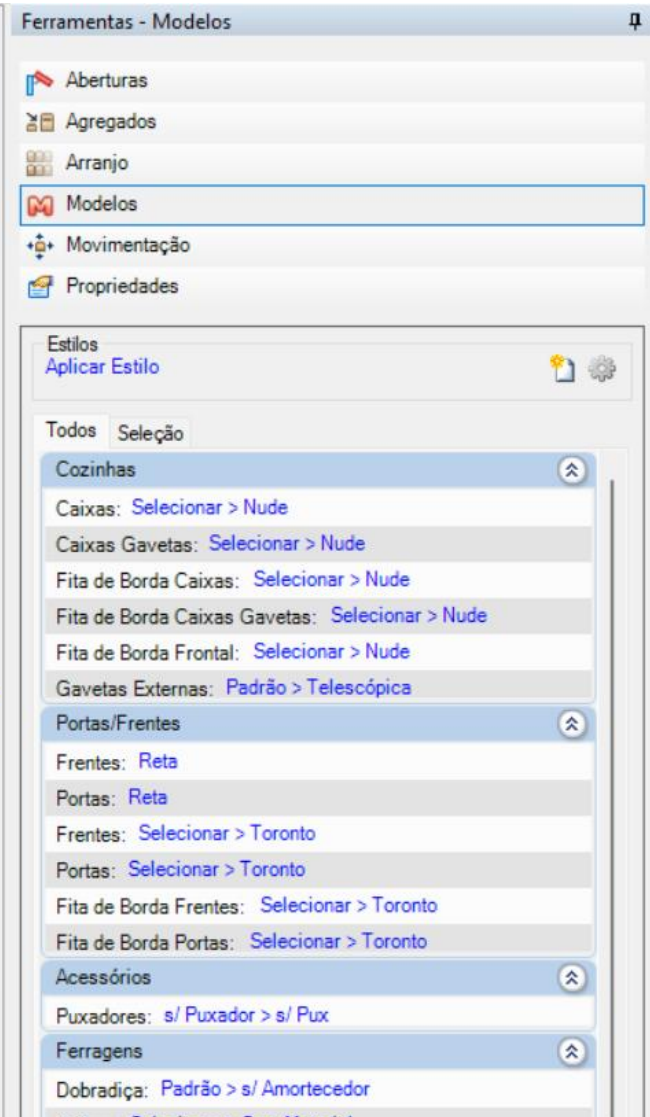 Ferramentas - Modelos
Aberturas
Agregados
Arranjo
Modelos
Movimentação
Propriedades
Estilos
Aplicar Estilo
Todos Seleção
Cozinhas
Caixas: Selecionar > Nude
Caixas Gavetas: Selecionar > Nude
Fita de Borda Caixas: Selecionar > Nude
Fita de Borda Caixas Gavetas: Selecionar > Nude
Fita de Borda Frontal: Selecionar > Nude
Gavetas Externas: Padrão > Telescópica
Portas/Frentes
Frentes: Reta
Portas: Reta
Frentes: Selecionar > Toronto
Portas: Selecionar > Toronto
Fita de Borda Frentes: Selecionar > Toronto
Fita de Borda Portas: Selecionar > Toronto
Acessórios
Puxadores: s/ Puxador > s/ Pux
Ferragens
Dobradiça: Padrão > s/ Amortecedor